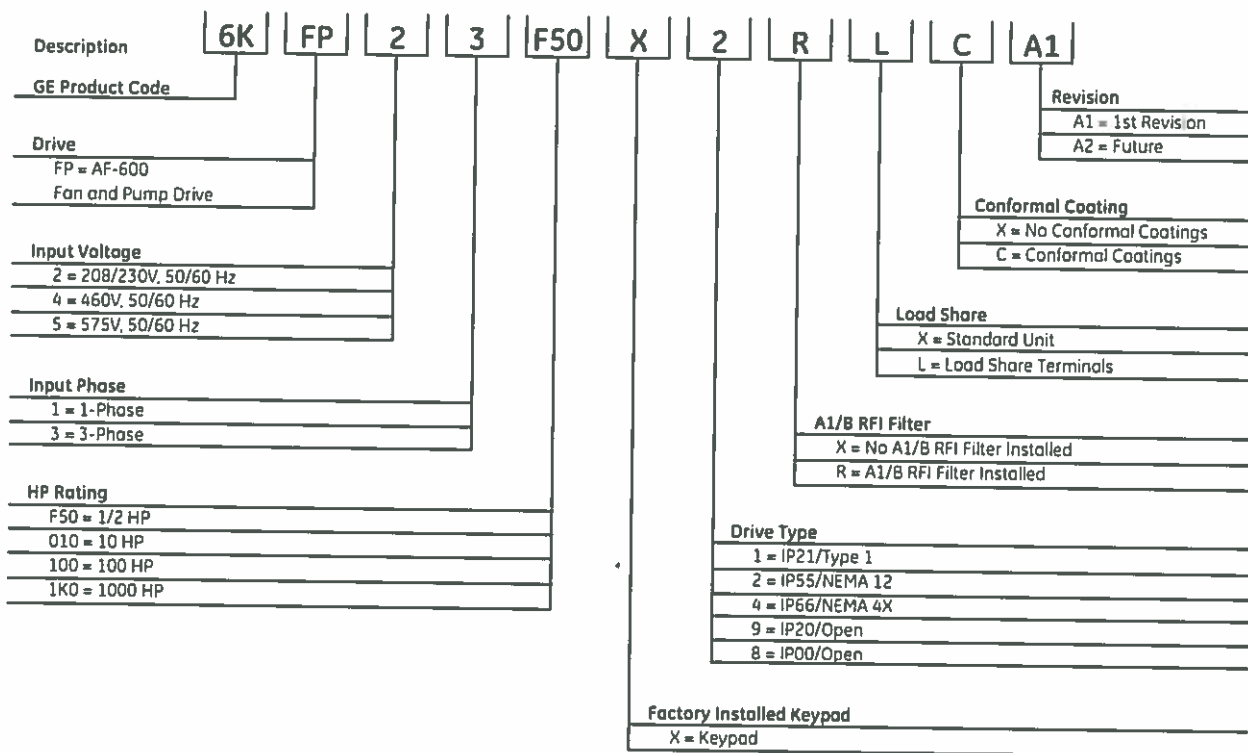 Description 6K FP 2 3 F50 X 2 R L C A1
GE Product Code
Drive
FP = AF-600
Fan and Pump Drive
Input Voltage
2 = 208/230V, 50/60 Hz
4 = 460V, 50/60 Hz
5 = 575V, 50/60 Hz
Input Phase
1 = 1-Phase
3 = 3-Phase
HP Rating
F50 = 1/2 HP
010 = 10 HP
100 = 100 HP
1K0 = 1000 HP
Revision
A1 = 1st Revision
A2 = Future
Conformal Coating
X = No Conformal Coatings
C = Conformal Coatings
Load Share
X = Standard Unit
L = Load Share Terminals
A1/B RFI Filter
X = No A1/B RFI Filter Installed
R = A1/B RFI Filter Installed
Drive Type
1 = IP21/Type 1
2 = IP55/NEMA 12
4 = IP66/NEMA 4X
9 = IP20/Open
8 = IP00/Open
Factory Installed Keypad
X = Keypad